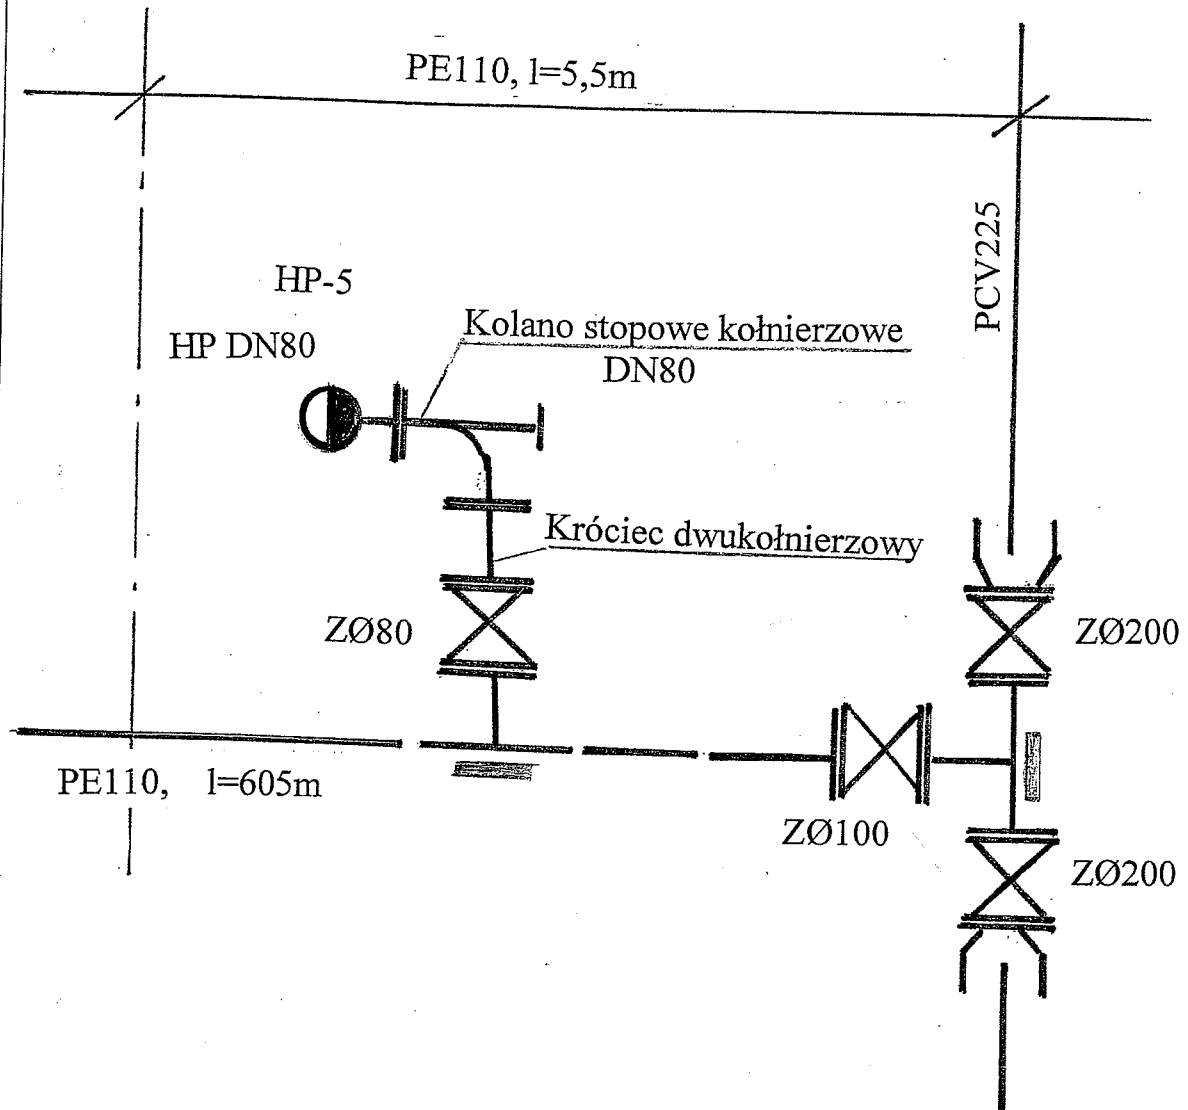 PE110, l=5,5m
PCV225
HP-5
HP DN80
Kolano stopowe kołnierzowe
DN80
Króciec dwukołnierzowy
ZØ80
ZØ200
PE110, l=605m
ZØ100
ZØ200